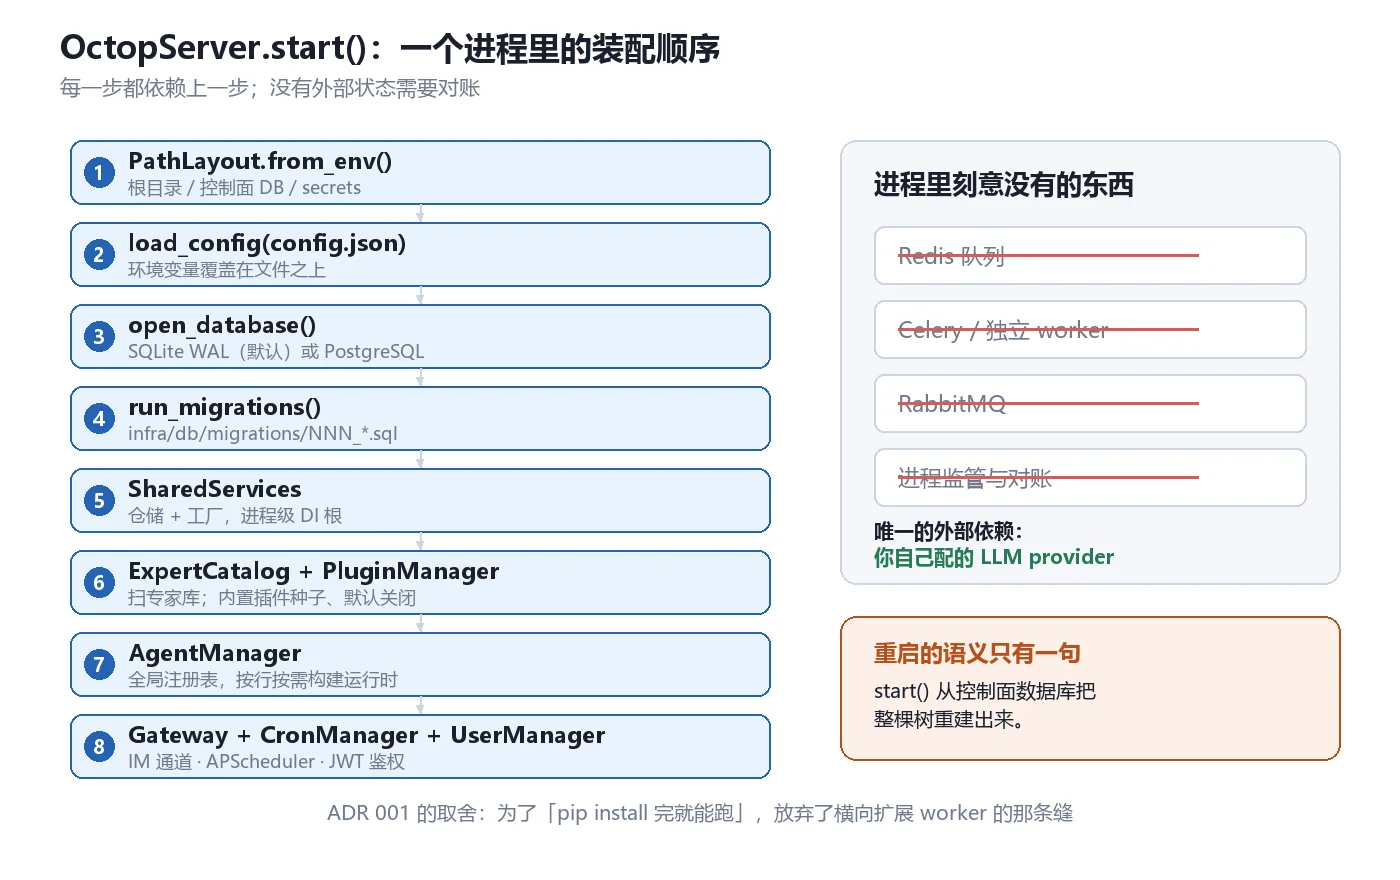 OctopServer.start()：一个进程里的装配顺序
每一步都依赖上一步；没有外部状态需要对账
1
PathLayout.from_env()
根目录 / 控制面 DB / secrets
2
load_config(config.json)
环境变量覆盖在文件之上
3
open_database()
SQLite WAL（默认）或 PostgreSQL
4
run_migrations()
infra/db/migrations/NNN_*.sql
5
SharedServices
仓储 + 工厂，进程级 DI 根
6
ExpertCatalog + PluginManager
扫专家库；内置插件种子、默认关闭
7
AgentManager
全局注册表，按行按需构建运行时
8
Gateway + CronManager + UserManager
IM 通道 · APScheduler · JWT 鉴权
进程里刻意没有的东西
Redis 队列
Celery / 独立 worker
RabbitMQ
进程监管与对账
唯一的外部依赖：
你自己配的 LLM provider
重启的语义只有一句
start() 从控制面数据库把
整棵树重建出来。
ADR 001 的取舍：为了「pip install 完就能跑」，放弃了横向扩展 worker 的那条缝